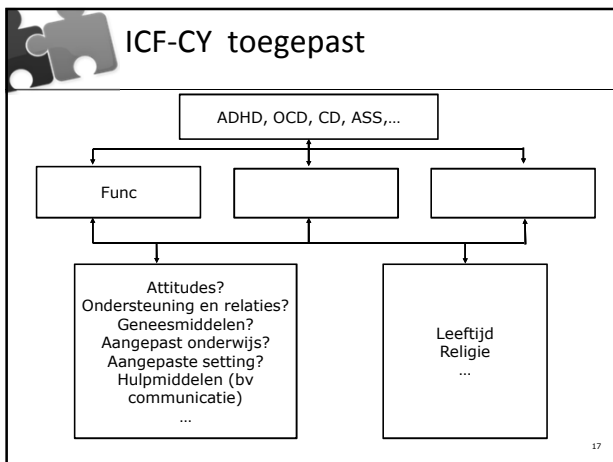 ICF-CY toegepast
ADHD, OCD, CD, ASS,...
Func
Attitudes?
Ondersteuning en relaties?
Geneesmiddelen?
Aangepast onderwijs?
Aangepaste setting?
Hulpmiddelen (bv
communicatie)
...
Leeftijd
Religie
...
17